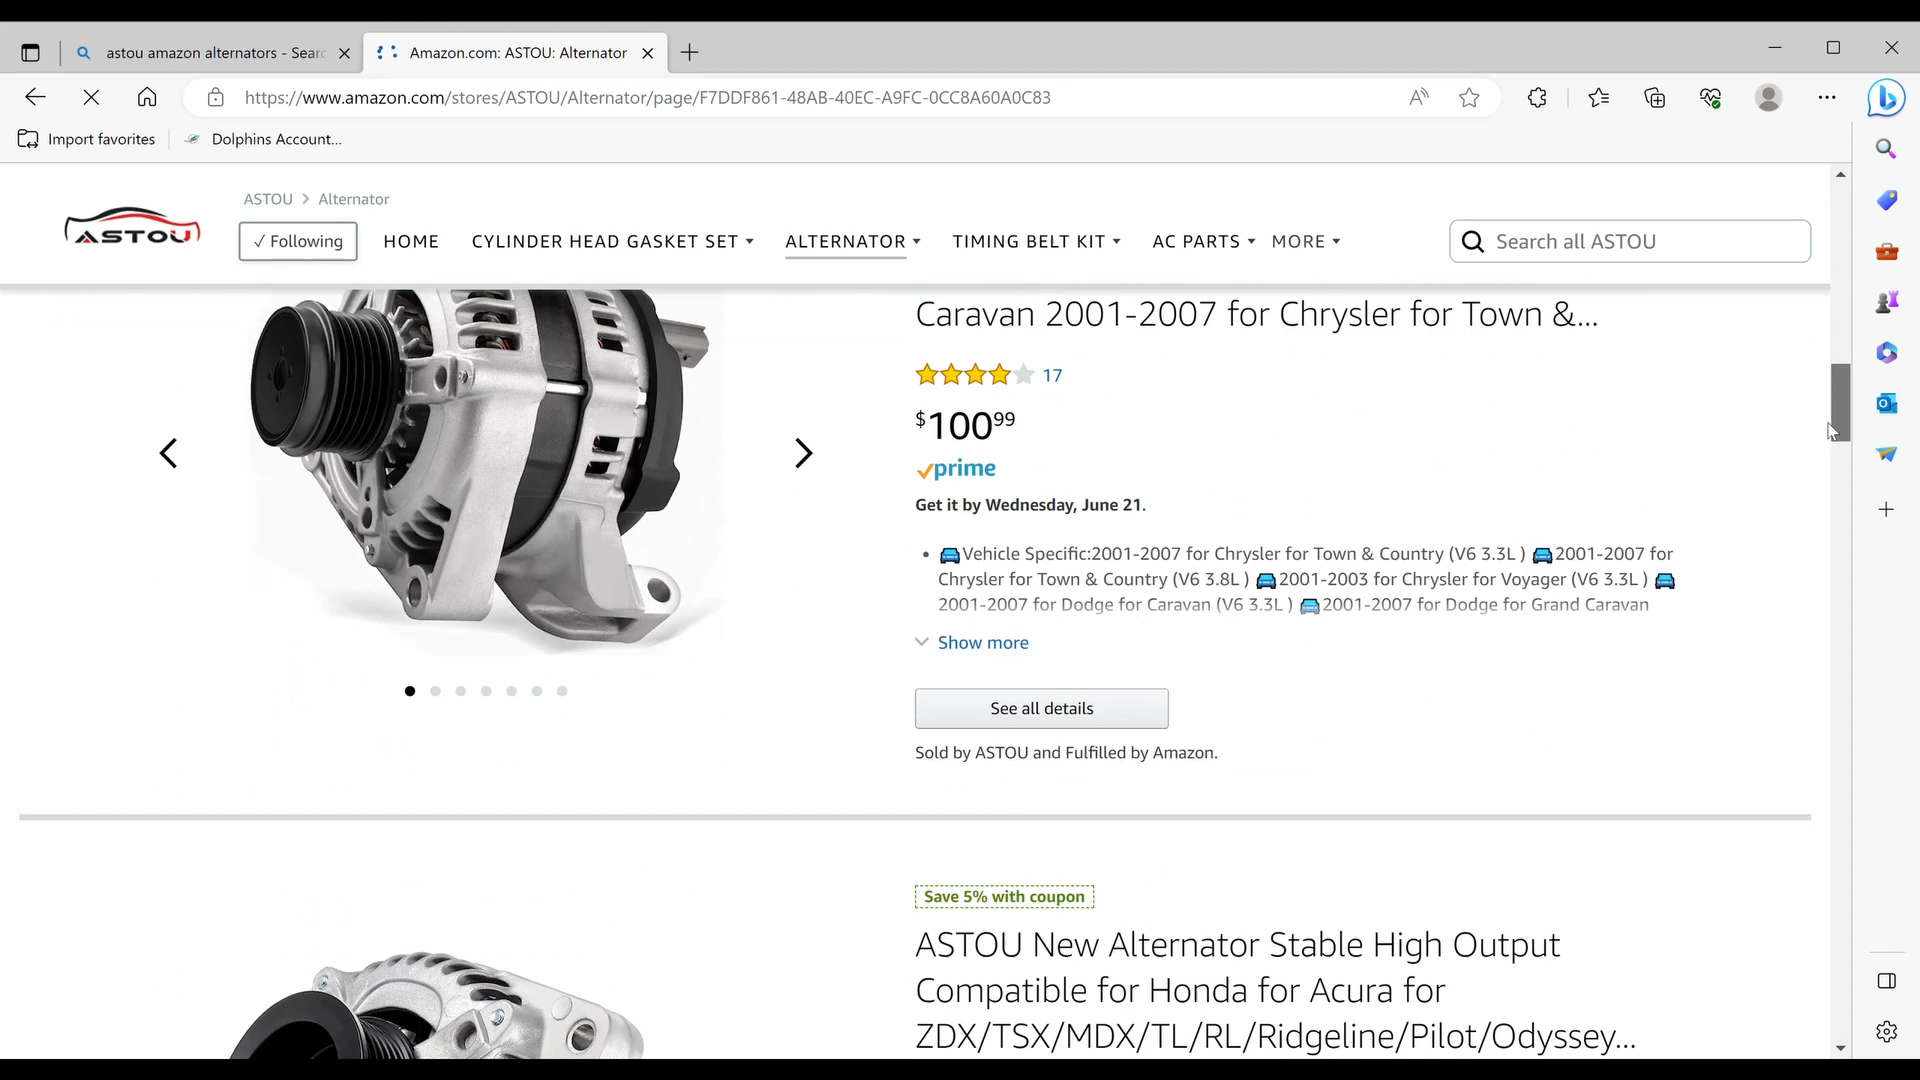 astou amazon alternators - Searc
Amazon.com: ASTOU: Alternator
https://www.amazon.com/stores/ASTOU/Alternator/page/F7DDF861-48AB-40EC-A9FC-0CC8A60A0C83
Import favorites
Dolphins Account...
ASTOU
ASTOU > Alternator
✓ Following
HOME
CYLINDER HEAD GASKET SET
ALTERNATOR
TIMING BELT KIT
AC PARTS
MORE
Search all ASTOU
Caravan 2001-2007 for Chrysler for Town &...
17
$100.99
prime
Get it by Wednesday, June 21.
• 🚘Vehicle Specific:2001-2007 for Chrysler for Town & Country (V6 3.3L ) 🚘2001-2007 for
Chrysler for Town & Country (V6 3.8L ) 🚘2001-2003 for Chrysler for Voyager (V6 3.3L ) 🚘
2001-2007 for Dodge for Caravan (V6 3.3L ) 🚘2001-2007 for Dodge for Grand Caravan
Show more
See all details
Sold by ASTOU and Fulfilled by Amazon.
Save 5% with coupon
ASTOU New Alternator Stable High Output
Compatible for Honda for Acura for
ZDX/TSX/MDX/TL/RL/Ridgeline/Pilot/Odyssey...